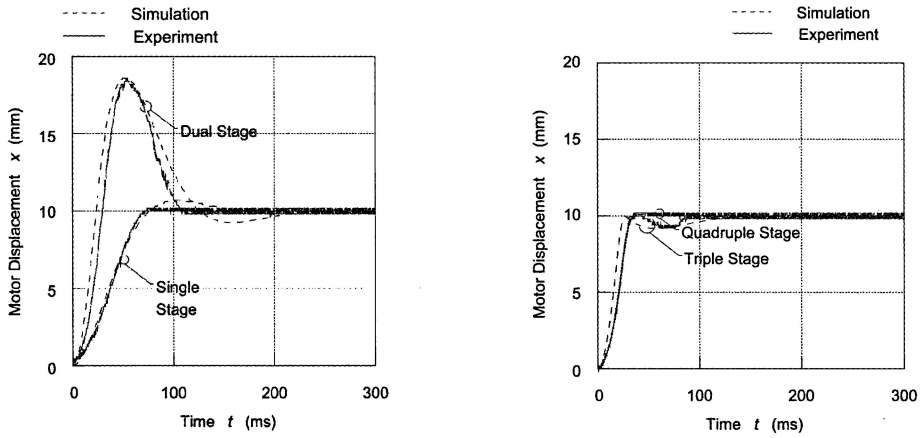 Simulation
Experiment
20
15
10
5
0
Motor Displacement x (mm)
Dual Stage
Single
Stage
0
100
200
300
Time t (ms)
Simulation
Experiment
20
15
10
5
0
Motor Displacement x (mm)
Quadruple Stage
Triple Stage
0
100
200
300
Time t (ms)